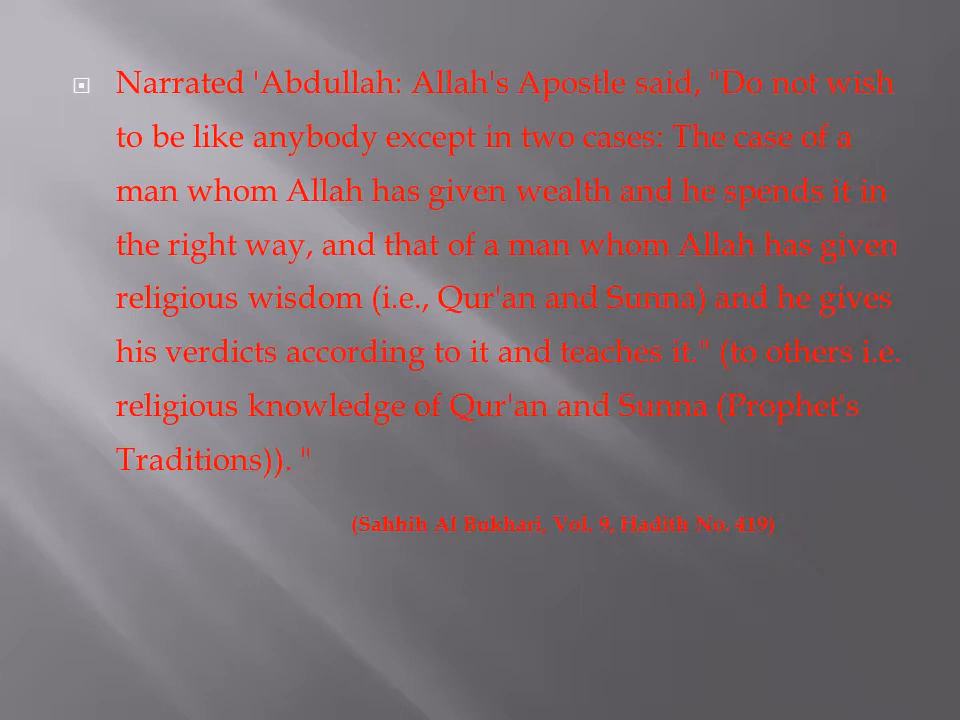 Narrated 'Abdullah: Allah's Apostle said, "Do not wish
to be like anybody except in two cases: The case of a
man whom Allah has given wealth and he spends it in
the right way, and that of a man whom Allah has given
religious wisdom (i.e., Qur'an and Sunna) and he gives
his verdicts according to it and teaches it." (to others i.e.
religious knowledge of Qur'an and Sunna (Prophet's
Traditions)). "
(Sahhih Al Bukhari, Vol. 9, Hadith No. 419)